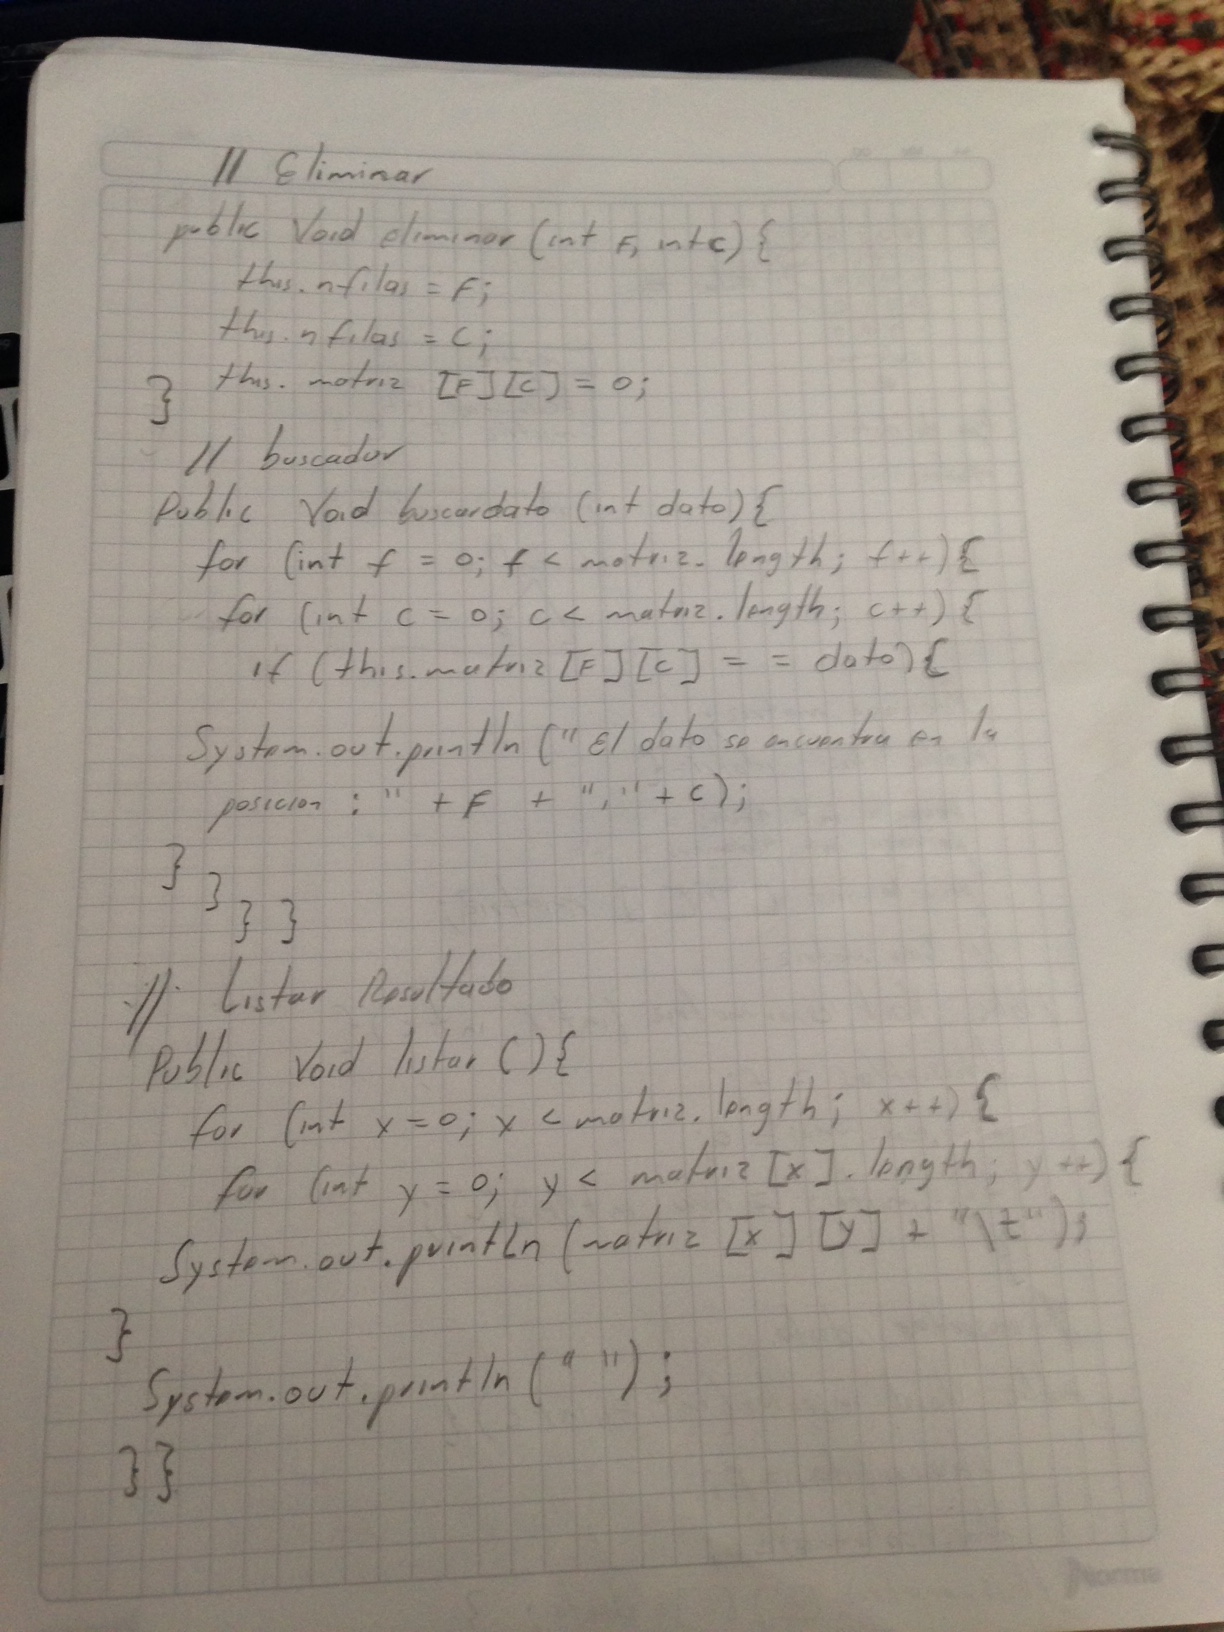 // Eliminar
public Void eliminar (int F, int c) {
this.nfilas = F;
this.nfilas = C;
this. matriz [F][C] = 0;
}
// buscador
Public Void buscardato (int dato) {
for (int f = 0; f < matriz. length; f++) {
for (int c = 0; c < matriz. length; c++) {
if (this.matriz [F][C] = = dato) {
System.out.println (" El dato se encuentra en la
posicion : " + F + "," + C);
}
}
} }
// Listar Resultado
Public Void listar () {
for (int x = 0; x < matriz. length; x++) {
for (int y = 0; y < matriz [x]. length; y++) {
System.out.println (matriz [x] [y] + "\t");
}
System.out.println (" ");
}}
Norma